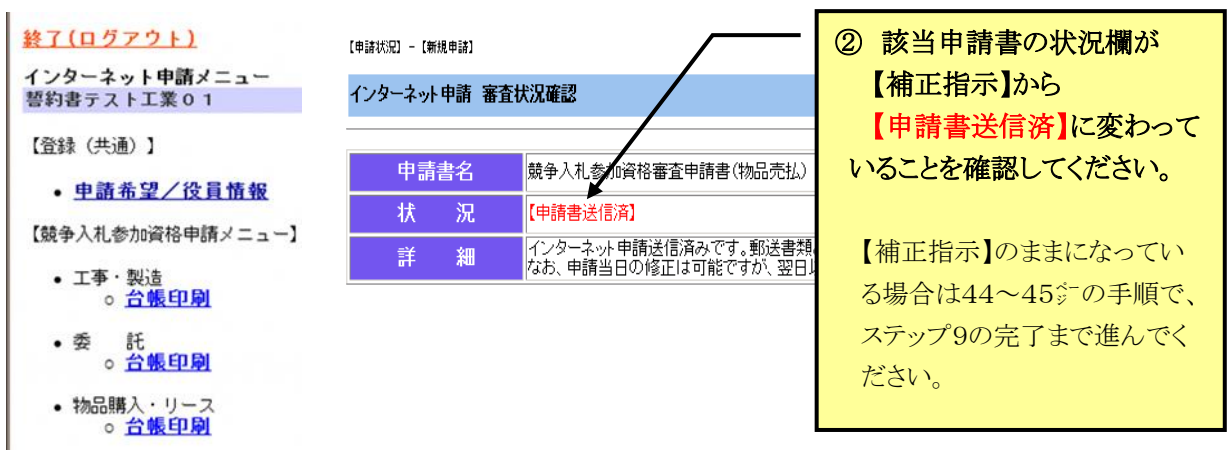 終了(ログアウト)
インターネット申請メニュー
誓約書テスト工業０１
【登録（共通）】
• 申請希望／役員情報
【競争入札参加資格申請メニュー】
• 工事・製造
○ 台帳印刷
• 委　託
○ 台帳印刷
• 物品購入・リース
○ 台帳印刷
【申請状況】－【新規申請】
インターネット申請 審査状況確認
申請書名 競争入札参加資格審査申請書(物品売払)
状　況 【申請書送信済】
詳　細 インターネット申請送信済みです。郵送書類
なお、申請当日の修正は可能ですが、翌日
② 該当申請書の状況欄が
【補正指示】から
【申請書送信済】に変わって
いることを確認してください。
【補正指示】のままになってい
る場合は44～45㌻の手順で、
ステップ9の完了まで進んでく
ださい。